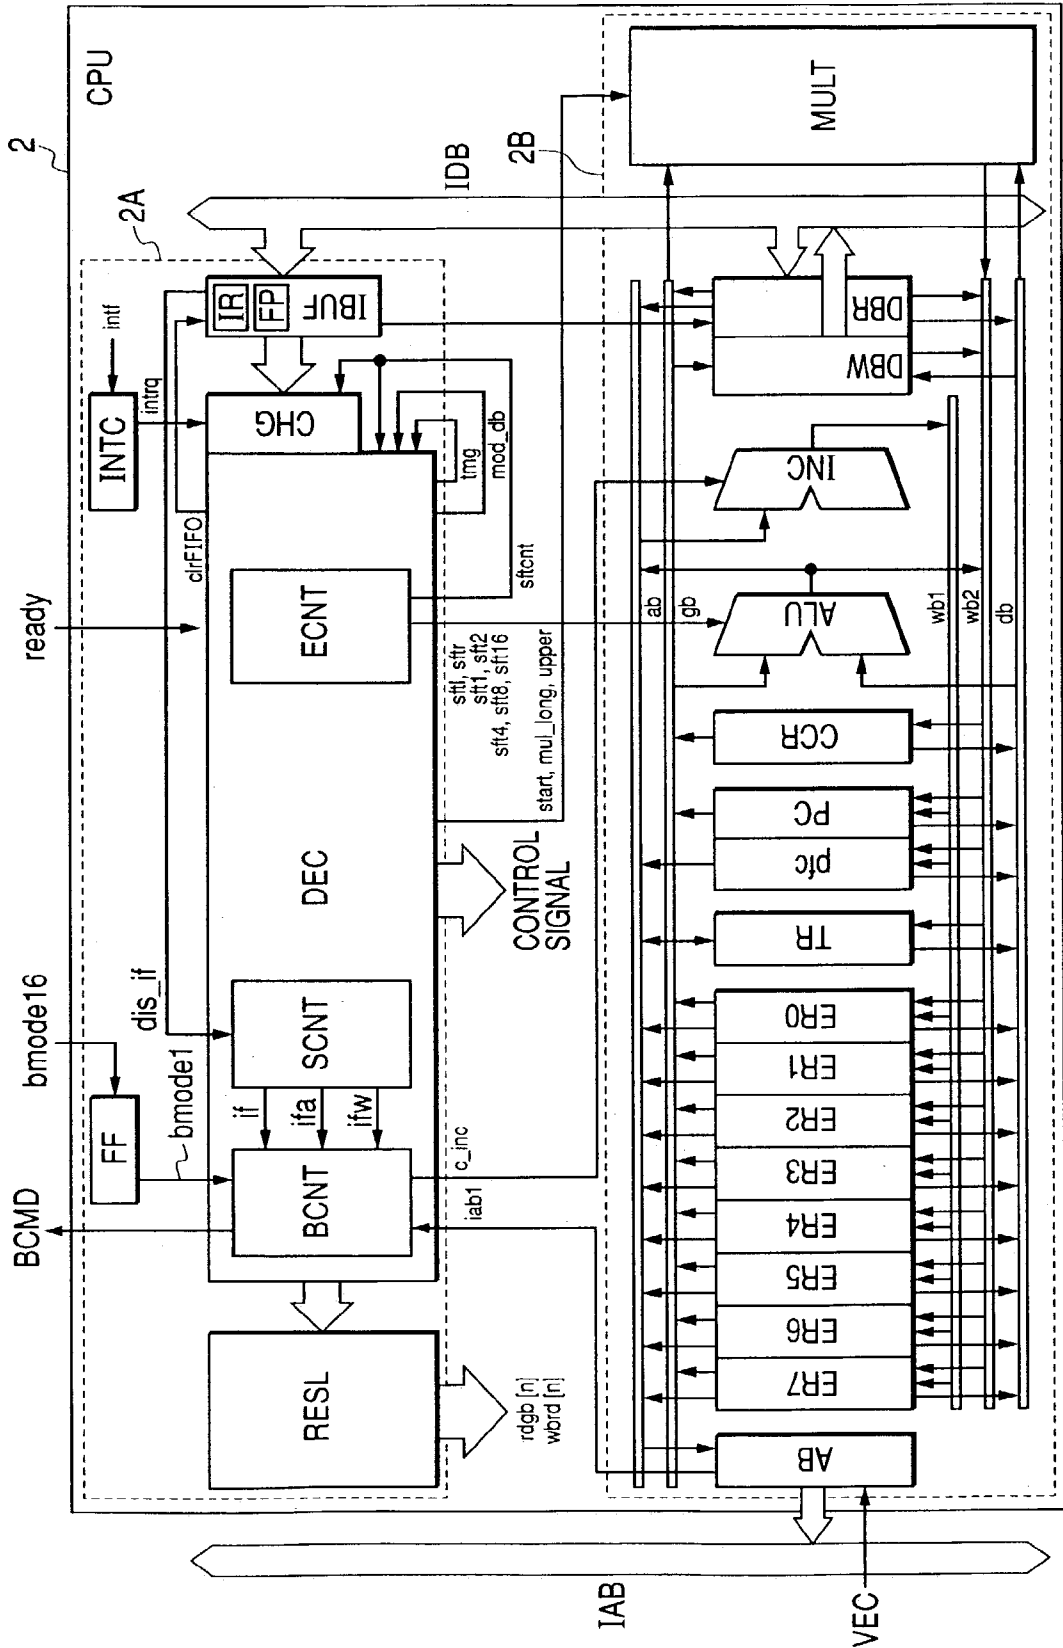 2
CPU
2A
intf
INTC
intrq
clrFIFO
IR
FP
IBUF
IDB
CHG
tmg
mod_db
ready
ECNT
sftcnt
sftl, sftr
sft1, sft2
sft4, sft8, sft16
start, mul_long, upper
DEC
CONTROL
SIGNAL
bmode16
dis_if
FF
bmode1
SCNT
if
ifa
ifw
BCNT
c_inc
iab1
BCMD
RESL
rdgb [n]
wbrd [n]
2B
MULT
DBR
DBW
INC
ALU
ab
gb
wb1
wb2
db
CCR
PC
pfc
TR
ER0
ER1
ER2
ER3
ER4
ER5
ER6
ER7
AB
IAB
VEC